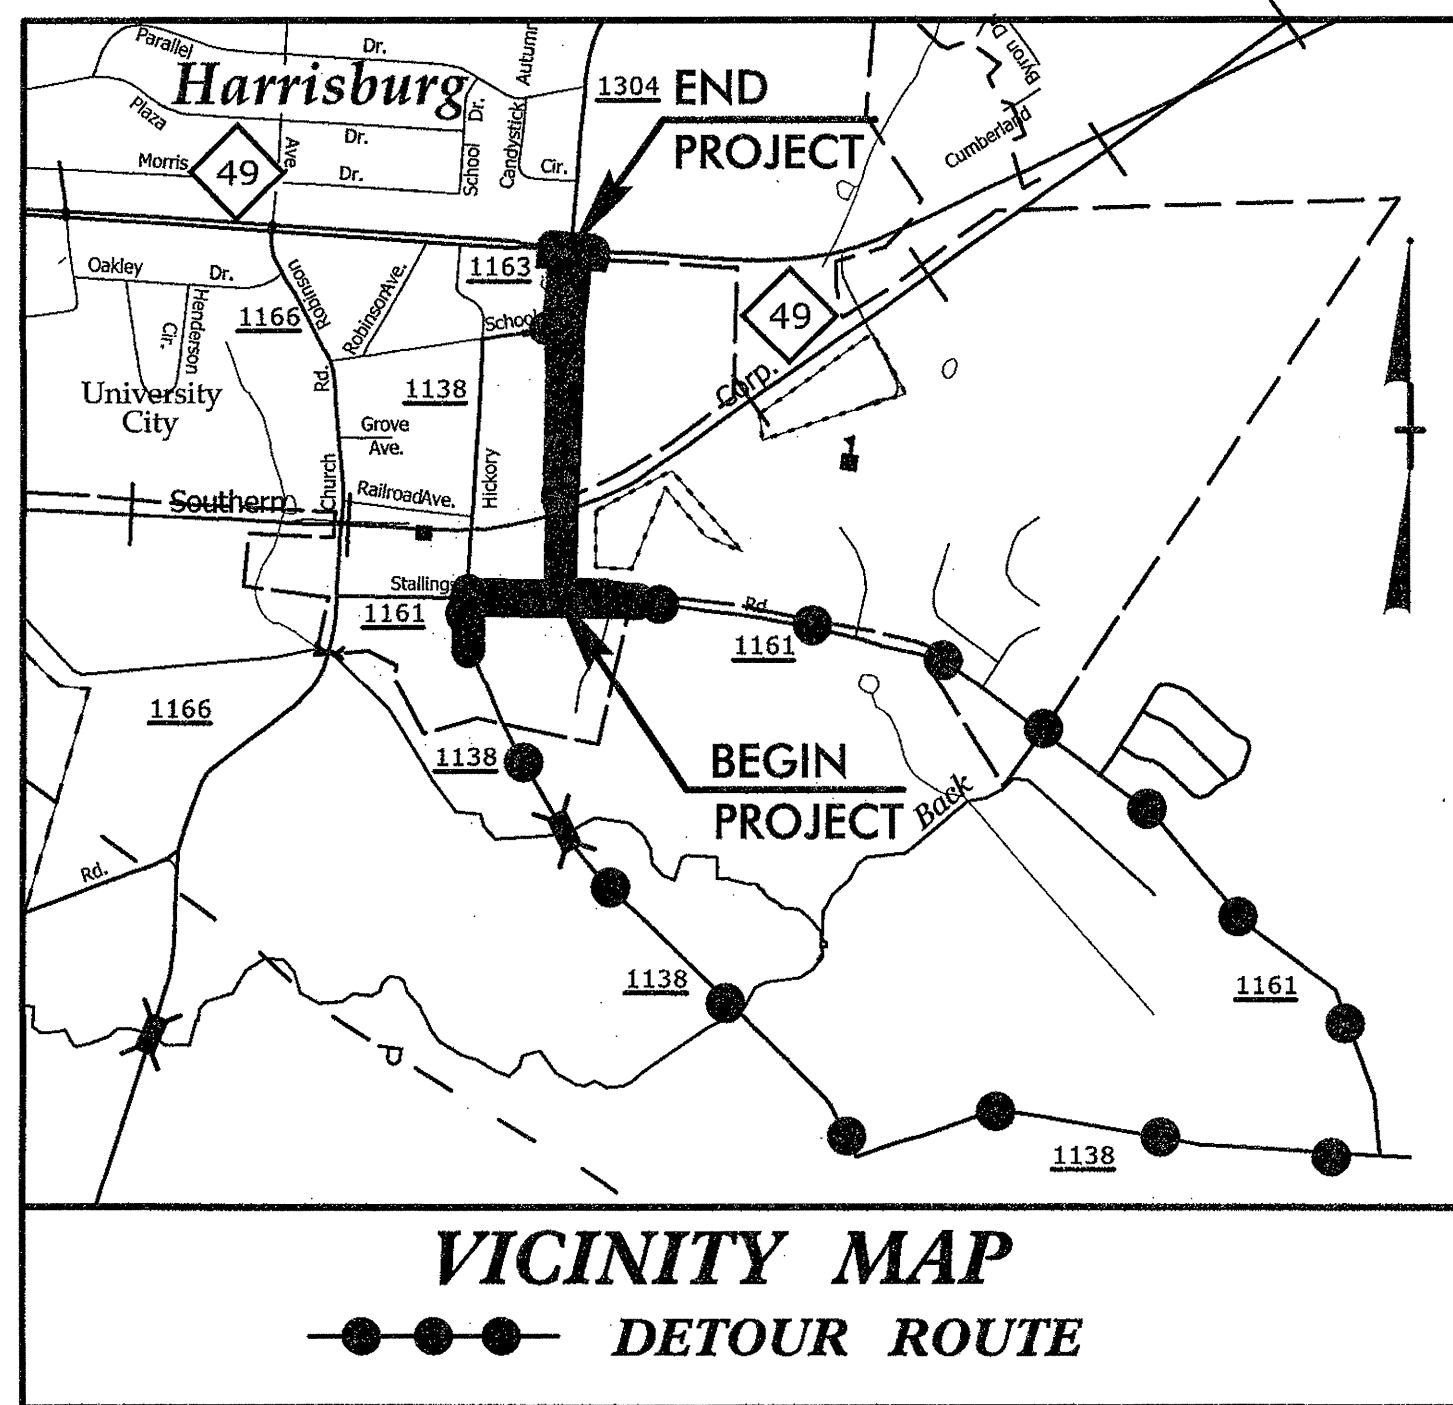 Parallel
Dr.
Autumn
Byron Dr.
Harrisburg
1304
END
PROJECT
Plaza
Dr.
School Dr.
Candystick
Cir.
Cumberland
Morris
49
Ave
Dr.
Oakley
Dr.
Robinson
Robinson Ave.
1163
School
49
Henderson
Cir.
1166
Rd.
1138
Corp.
University
City
Grove
Ave.
1
Church
Hickory
Southern
Railroad Ave.
Stallings
1161
Rd.
1161
1166
1138
BEGIN
PROJECT
Back
Rd.
1138
1161
P
1138
VICINITY MAP
DETOUR ROUTE